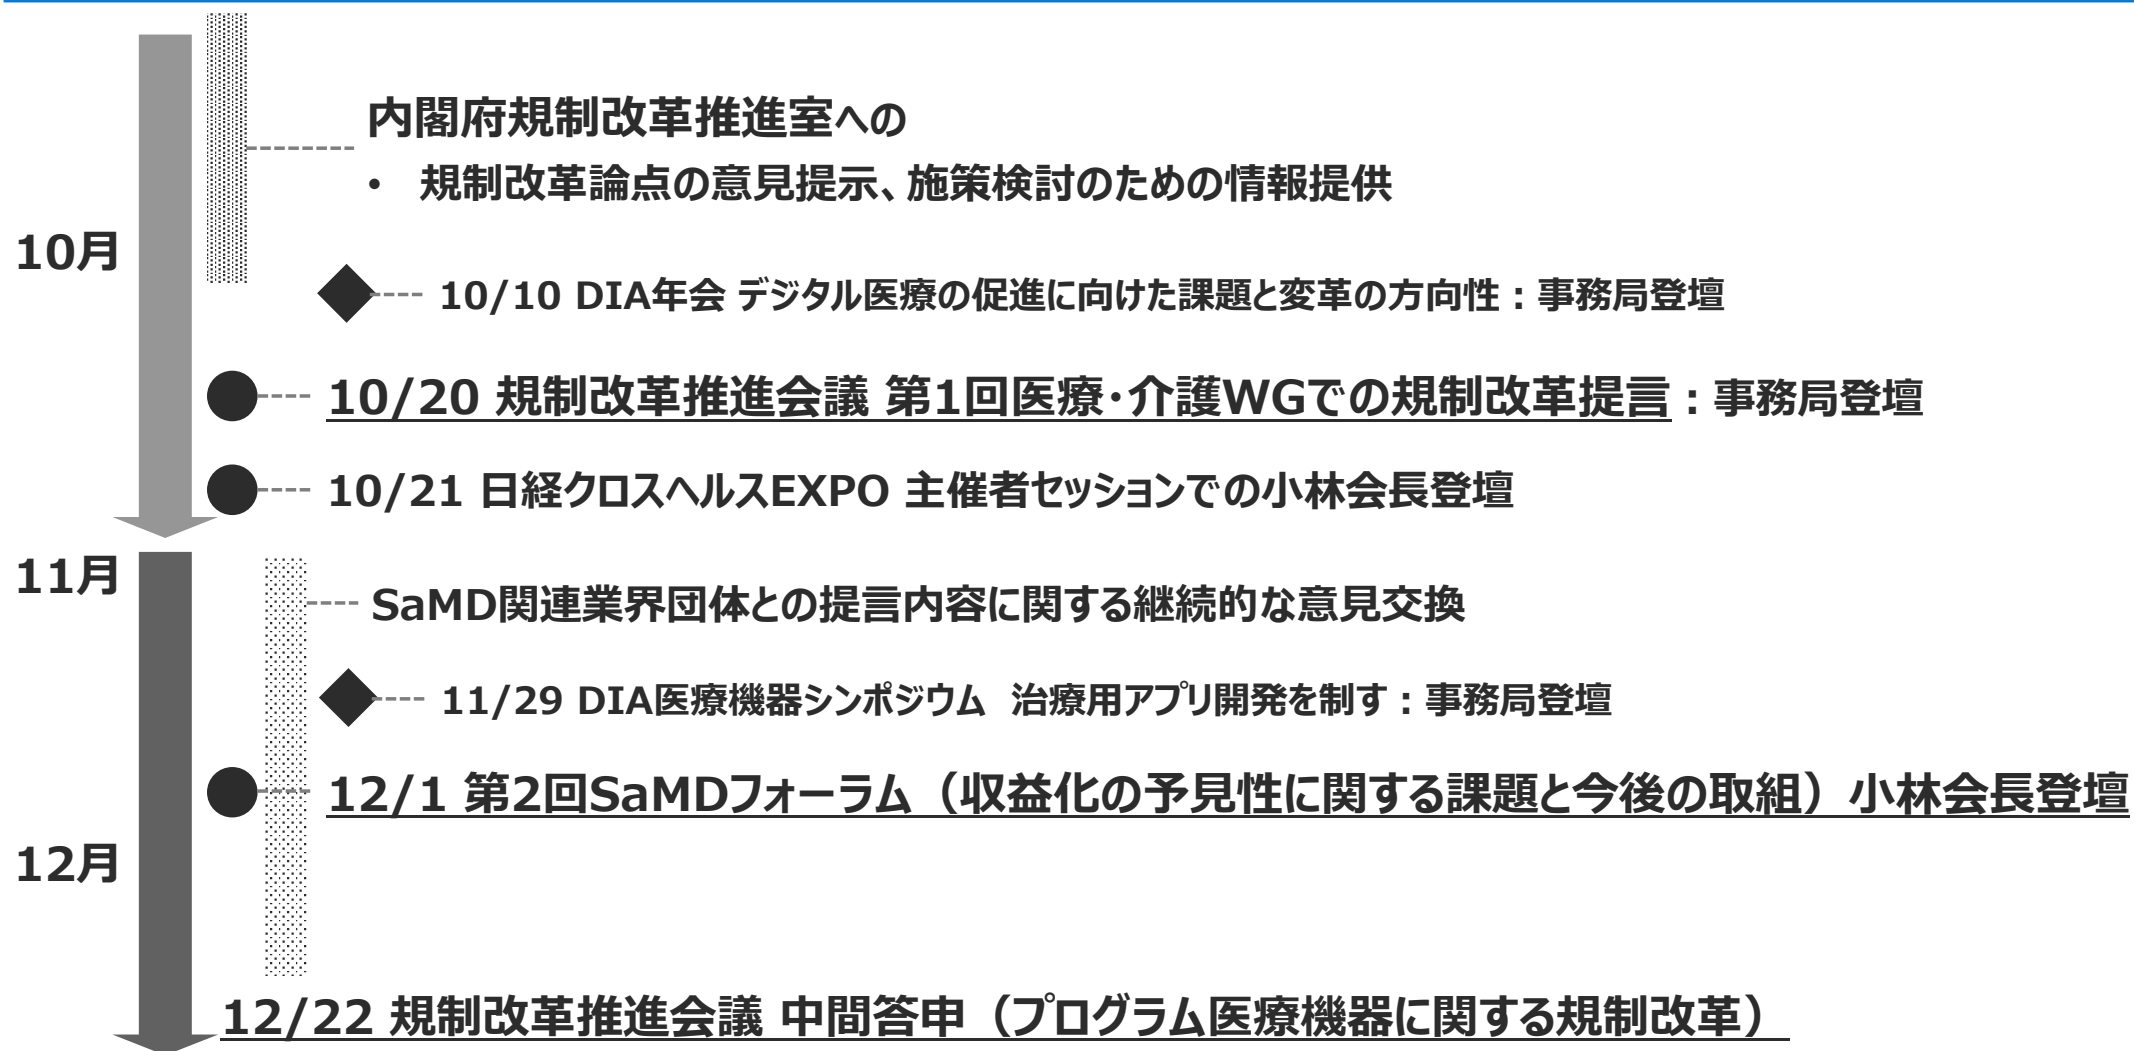 内閣府規制改革推進室への
• 規制改革論点の意見提示、施策検討のための情報提供
10月
10/10 DIA年会 デジタル医療の促進に向けた課題と変革の方向性：事務局登壇
10/20 規制改革推進会議 第1回医療・介護WGでの規制改革提言：事務局登壇
10/21 日経クロスヘルスEXPO 主催者セッションでの小林会長登壇
11月
SaMD関連業界団体との提言内容に関する継続的な意見交換
11/29 DIA医療機器シンポジウム　治療用アプリ開発を制す：事務局登壇
12/1 第2回SaMDフォーラム（収益化の予見性に関する課題と今後の取組）小林会長登壇
12月
12/22 規制改革推進会議 中間答申（プログラム医療機器に関する規制改革）